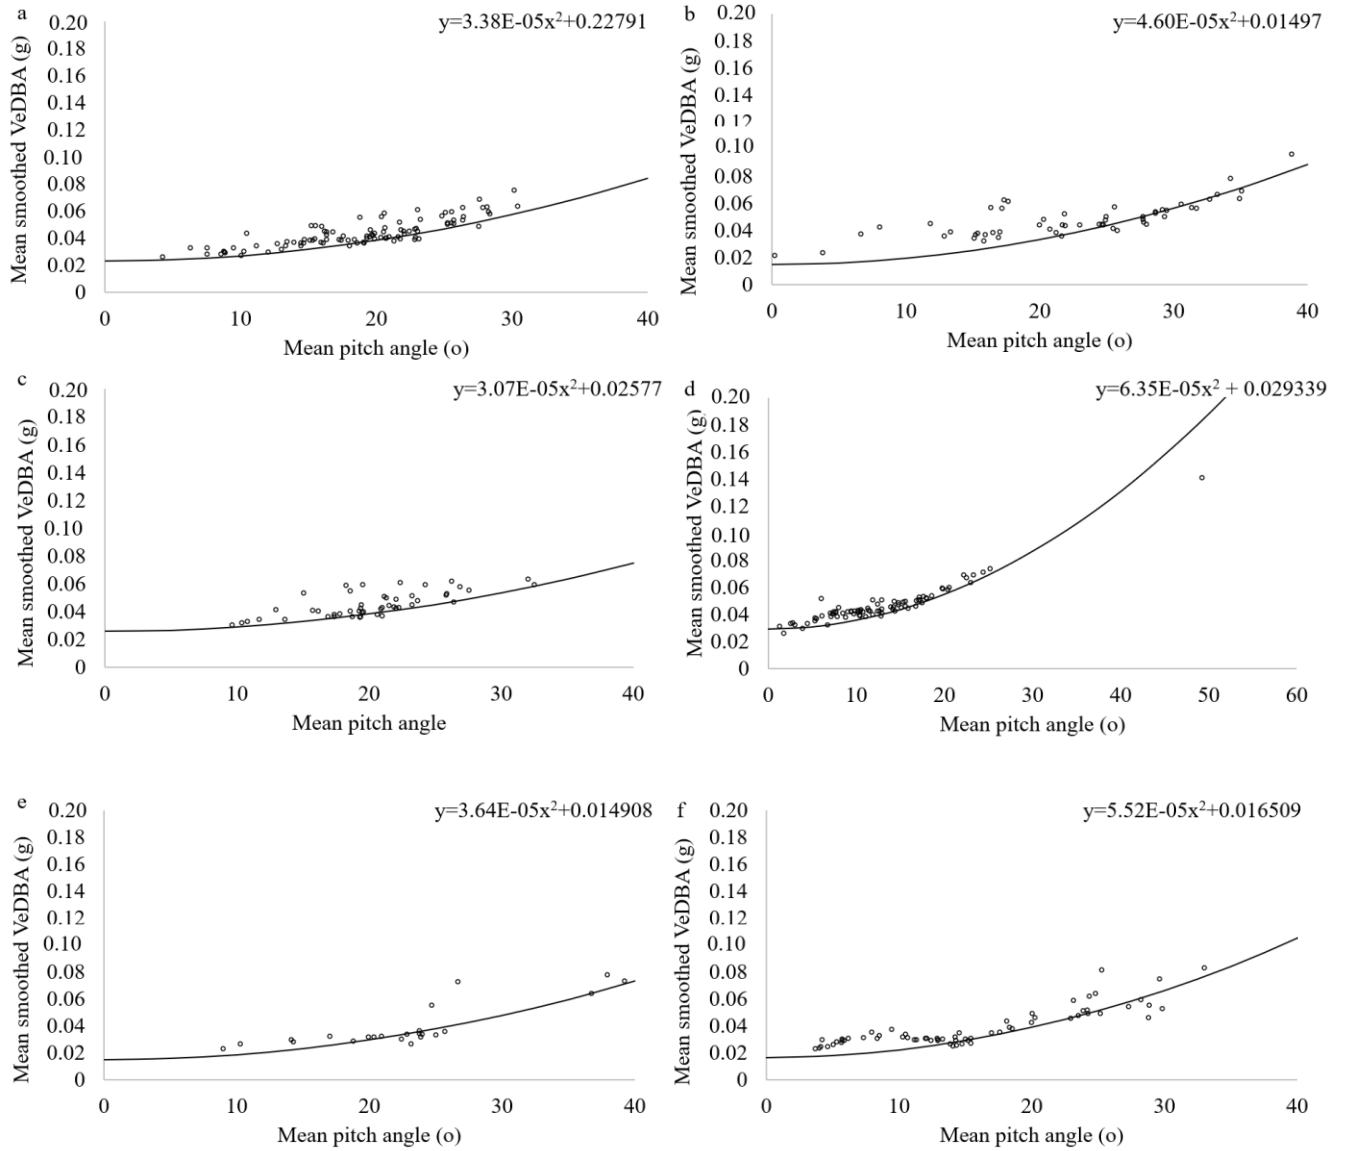 a
y=3.38E-05x²+0.22791
Mean smoothed VeDBA (g)
0.20
0.18
0.16
0.14
0.12
0.10
0.08
0.06
0.04
0.02
0
0 10 20 30 40
Mean pitch angle (o)
b
y=4.60E-05x²+0.01497
Mean smoothed VeDBA (g)
0.20
0.18
0.16
0.14
0.12
0.10
0.08
0.06
0.04
0.02
0
0 10 20 30 40
Mean pitch angle (o)
c
y=3.07E-05x²+0.02577
Mean smoothed VeDBA (g)
0.20
0.18
0.16
0.14
0.12
0.10
0.08
0.06
0.04
0.02
0
0 10 20 30 40
Mean pitch angle
d
y=6.35E-05x² + 0.029339
Mean smoothed VeDBA (g)
0.20
0.18
0.16
0.14
0.12
0.10
0.08
0.06
0.04
0.02
0
0 10 20 30 40 50 60
Mean pitch angle (o)
e
y=3.64E-05x²+0.014908
Mean smoothed VeDBA (g)
0.20
0.18
0.16
0.14
0.12
0.10
0.08
0.06
0.04
0.02
0
0 10 20 30 40
Mean pitch angle (o)
f
y=5.52E-05x²+0.016509
Mean smoothed VeDBA (g)
0.20
0.18
0.16
0.14
0.12
0.10
0.08
0.06
0.04
0.02
0
0 10 20 30 40
Mean pitch angle (o)